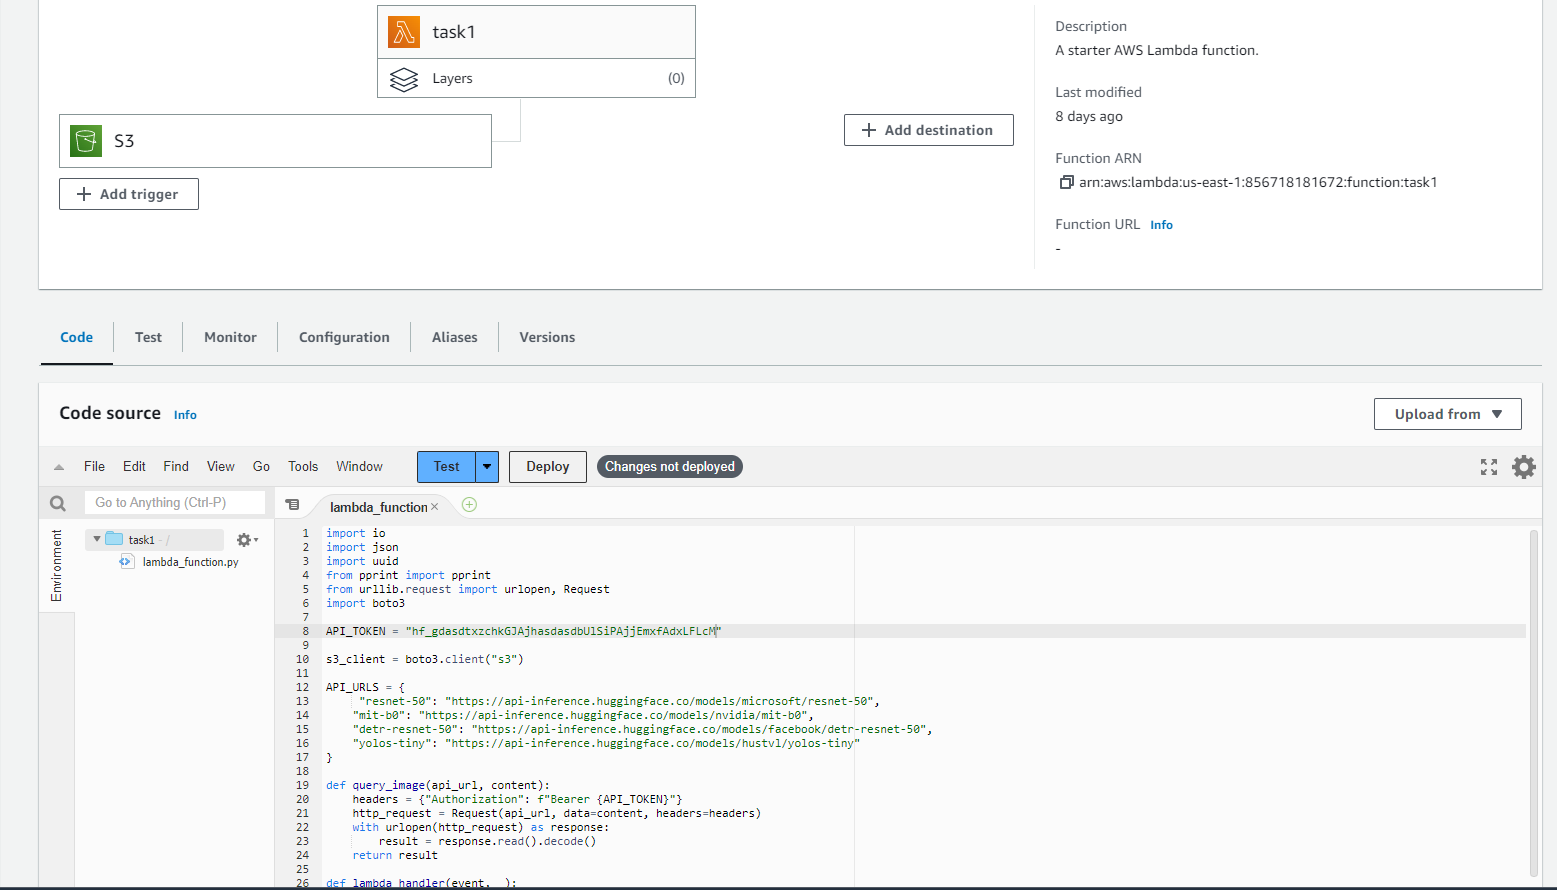 task1
Layers
(0)
S3
+ Add trigger
+ Add destination
Description
A starter AWS Lambda function.
Last modified
8 days ago
Function ARN
arn:aws:lambda:us-east-1:856718181672:function:task1
Function URL Info
-
Code
Test
Monitor
Configuration
Aliases
Versions
Code source Info
Upload from
File Edit Find View Go Tools Window
Test
Deploy
Changes not deployed
Go to Anything (Ctrl-P)
lambda_function
Environment
task1 - /
lambda_function.py
1 import io
2 import json
3 import uuid
4 from pprint import pprint
5 from urllib.request import urlopen, Request
6 import boto3
7
8 API_TOKEN = "hf_gdasdtxzchkGJAjhasdasdbUlSiPAjjEmxfAdxLFLcM"
9
10 s3_client = boto3.client("s3")
11
12 API_URLS = {
13 "resnet-50": "https://api-inference.huggingface.co/models/microsoft/resnet-50",
14 "mit-b0": "https://api-inference.huggingface.co/models/nvidia/mit-b0",
15 "detr-resnet-50": "https://api-inference.huggingface.co/models/facebook/detr-resnet-50",
16 "yolos-tiny": "https://api-inference.huggingface.co/models/hustvl/yolos-tiny"
17 }
18
19 def query_image(api_url, content):
20 headers = {"Authorization": f"Bearer {API_TOKEN}"}
21 http_request = Request(api_url, data=content, headers=headers)
22 with urlopen(http_request) as response:
23 result = response.read().decode()
24 return result
25
26 def lambda_handler(event, _):